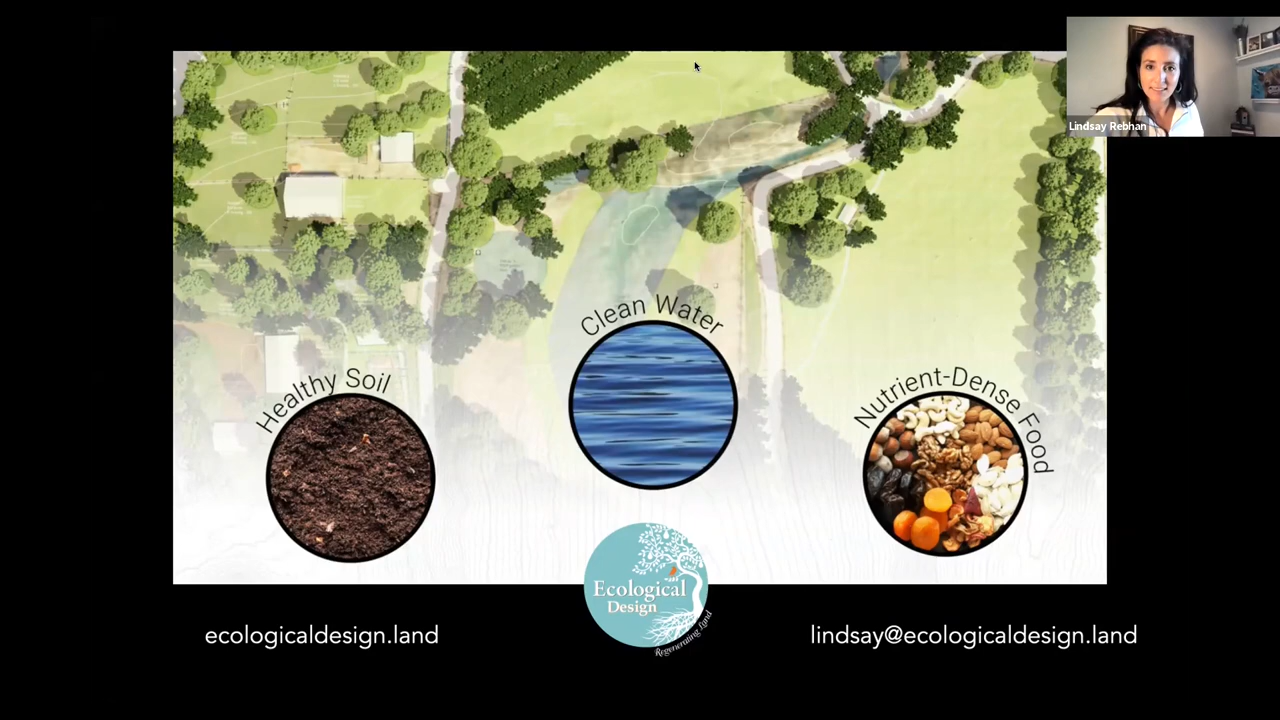 Lindsay Rebhan
Clean Water
Healthy Soil
Nutrient-Dense Food
Ecological
Design
Regenerating Land
ecologicaldesign.land
lindsay@ecologicaldesign.land